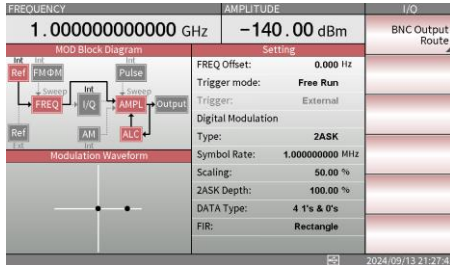 FREQUENCY AMPLITUDE I/Q
1.000000000000 GHz -140.00 dBm BNC Output
Route
MOD Block Diagram Setting
Int Int Int
Ref FMΦM Pulse
Sweep Int Sweep
FREQ I/Q AMPL Output
Ref AM ALC
Ext Int
Modulation Waveform
FREQ Offset: 0.000 Hz
Trigger mode: Free Run
Trigger: External
Digital Modulation
Type: 2ASK
Symbol Rate: 1.000000000 MHz
Scaling: 50.00 %
2ASK Depth: 100.00 %
DATA Type: 4 1's & 0's
FIR: Rectangle
2024/09/13 21:27:4